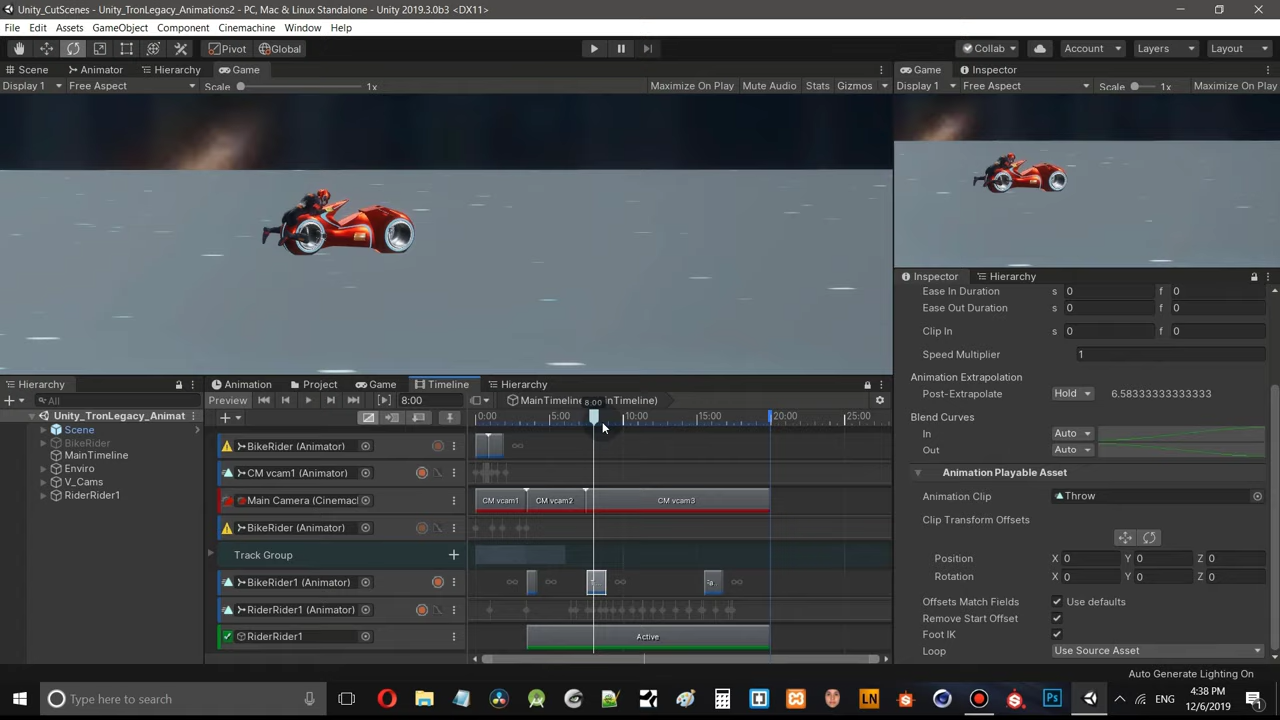 Unity_CutScenes - Unity_TronLegacy_Animations2 - PC, Mac & Linux Standalone - Unity 2019.3.0b3 <DX11>
File Edit Assets GameObject Component Cinemachine Window Help
Pivot Global Collab Account Layers Layout
Scene Animator Hierarchy Game Game Inspector
Display 1 Free Aspect Scale 1x Maximize On Play Mute Audio Stats Gizmos Display 1 Free Aspect Scale 1x Maximize On Play
Inspector Hierarchy
Ease In Duration s 0 f 0
Ease Out Duration s 0 f 0
Clip In s 0 f 0
Speed Multiplier 1
Animation Extrapolation
Post-Extrapolate Hold 6.58333333333333
Blend Curves
In Auto
Out Auto
Animation Playable Asset
Animation Clip Throw
Clip Transform Offsets
Position X 0 Y 0 Z 0
Rotation X 0 Y 0 Z 0
Offsets Match Fields Use defaults
Remove Start Offset
Foot IK
Loop Use Source Asset
Auto Generate Lighting On
Hierarchy
All
Unity_TronLegacy_Animat
Scene
BikeRider
MainTimeline
Enviro
V_Cams
RiderRider1
Animation Project Game Timeline Hierarchy
Preview 8:00 MainTimeline 8:00 nTimeline)
0:00 5:00 10:00 15:00 20:00 25:00
BikeRider (Animator)
CM vcam1 (Animator)
Main Camera (Cinemacl CM vcam1 CM vcam2 CM vcam3
BikeRider (Animator)
Track Group
BikeRider1 (Animator)
RiderRider1 (Animator)
RiderRider1 Active
Type here to search ENG 4:38 PM
12/6/2019